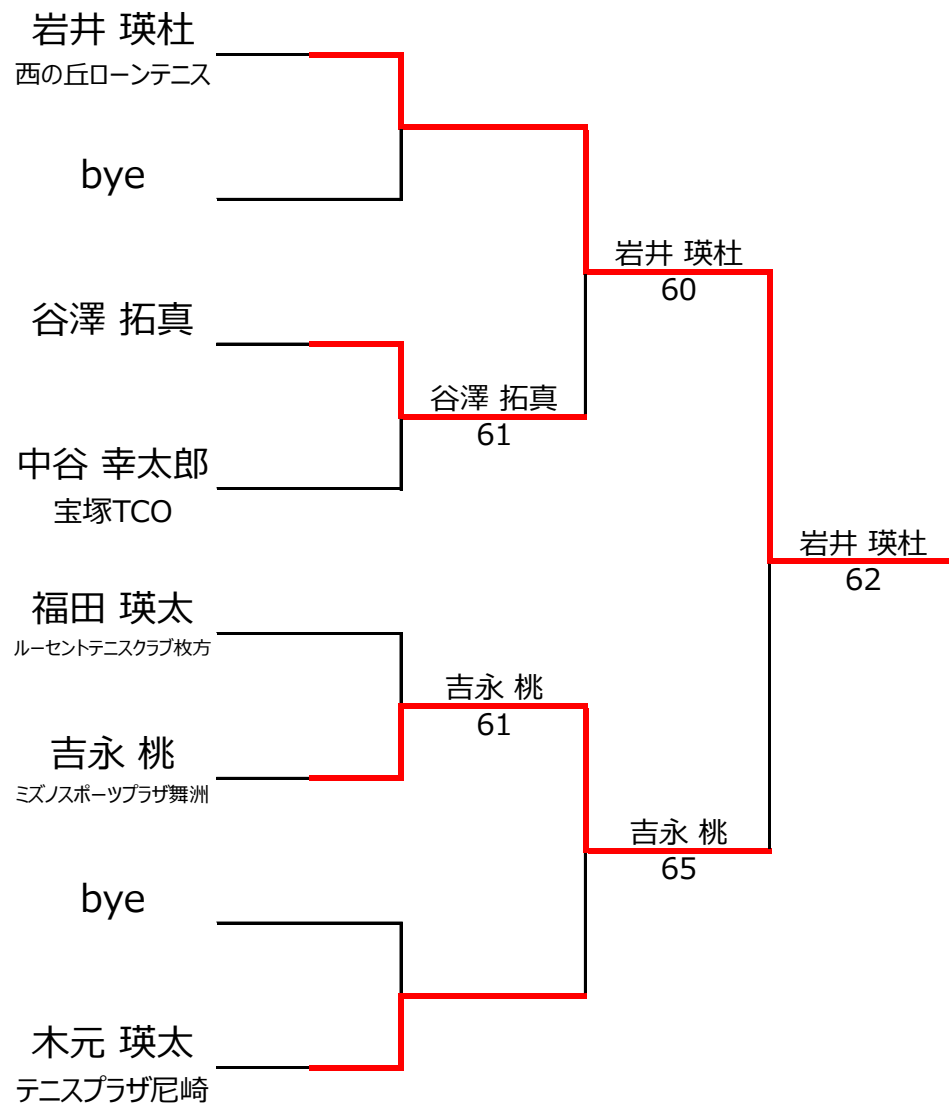 岩井 瑛杜
西の丘ローンテニス
bye
岩井 瑛杜
60
谷澤 拓真
谷澤 拓真
61
中谷 幸太郎
宝塚TCO
岩井 瑛杜
62
福田 瑛太
ルーセントテニスクラブ枚方
吉永 桃
61
吉永 桃
ミズノスポーツプラザ舞洲
吉永 桃
65
bye
木元 瑛太
テニスプラザ尼崎